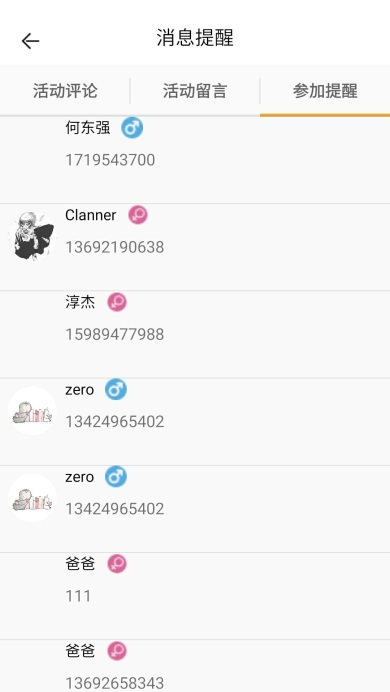 消息提醒
活动评论 活动留言 参加提醒
何东强
1719543700
Clanner
13692190638
淳杰
15989477988
zero
13424965402
zero
13424965402
爸爸
111
爸爸
13692658343